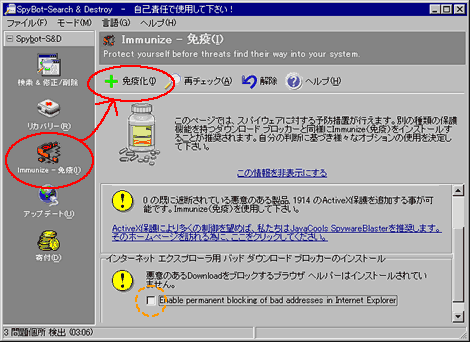 SpyBot-Search & Destroy - 自己責任で使用して下さい!
ファイル(F) モード(M) 言語(G) ヘルプ(H)
Spybot-S&D
検索 & 修正/削除
リカバリー(R)
Immunize - 免疫(I)
アップデート(U)
寄付(D)
Immunize - 免疫(I)
Protect yourself before threats find their way into your system.
免疫化(I) 再チェック(A) 解除 ヘルプ(H)
このページでは、スパイウェアに対する予防措置が行えます。別の種類の保護
機能を持つダウンロード ブロッカーと同様にImmunize(免疫)をインストールす
ることが推奨されます。自分の判断に基づき様々なオプションの使用を決定し
て下さい。
この情報を非表示にする
0 の既に遮断されている悪意のある製品, 1914 のActiveX保護を追加する事が可
能です。Immunize(免疫)を使用して下さい。
ActiveX保護により多くの制御を望めば、私たちはJavaCools SpywareBlasterを推奨します。
そのホームページを訪れる為に、ここをクリックしてください。
インターネット エクスプローラ用 バッド ダウンロード ブロッカーのインストール
悪意のあるDownloadをブロックするブラウザ ヘルパーはインストールされてい
ません。
Enable permanent blocking of bad addresses in Internet Explorer
3 問題個所 検出 (03:06)